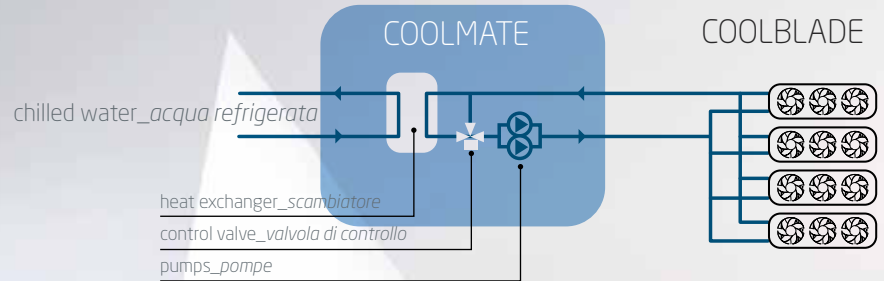 COOLMATE
COOLBLADE
chilled water_acqua refrigerata
heat exchanger_scambiatore
control valve_valvola di controllo
pumps_pompe